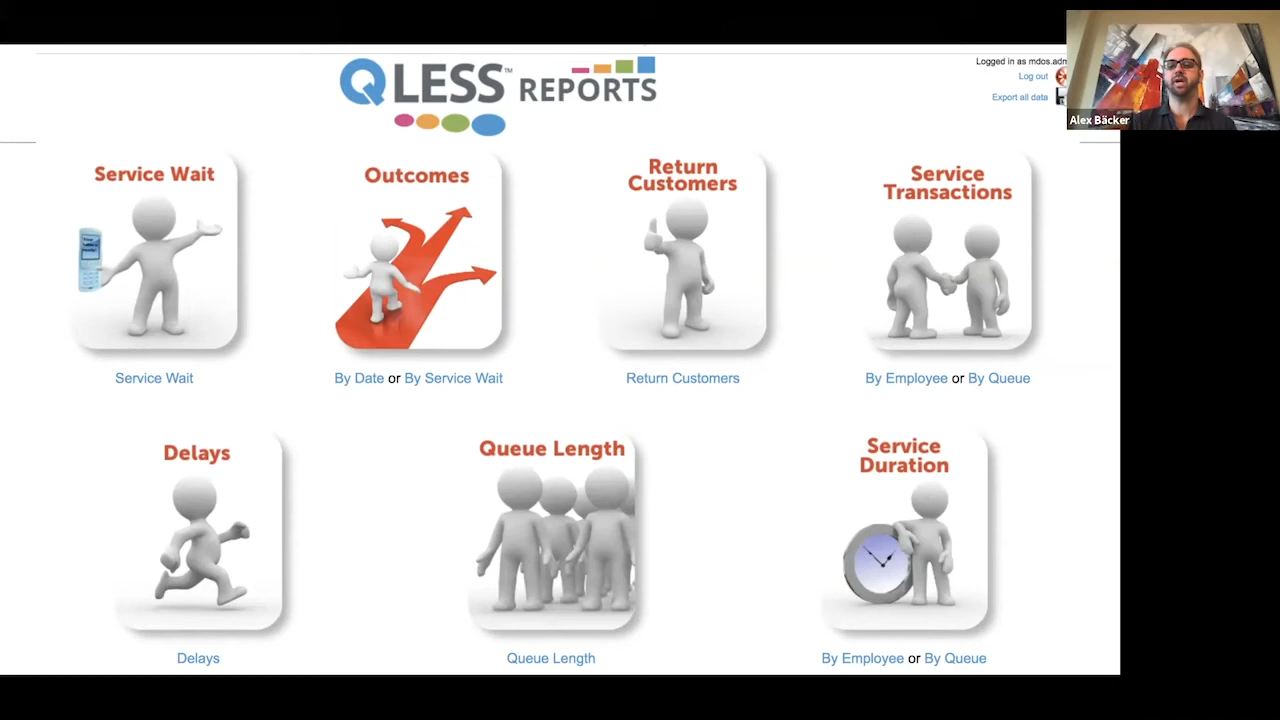 QLESS™ REPORTS
Logged in as mdos.adm
Log out
Export all data
Alex Bäcker
Service Wait
Outcomes
Return
Customers
Service
Transactions
Service Wait
By Date or By Service Wait
Return Customers
By Employee or By Queue
Delays
Queue Length
Service
Duration
Delays
Queue Length
By Employee or By Queue